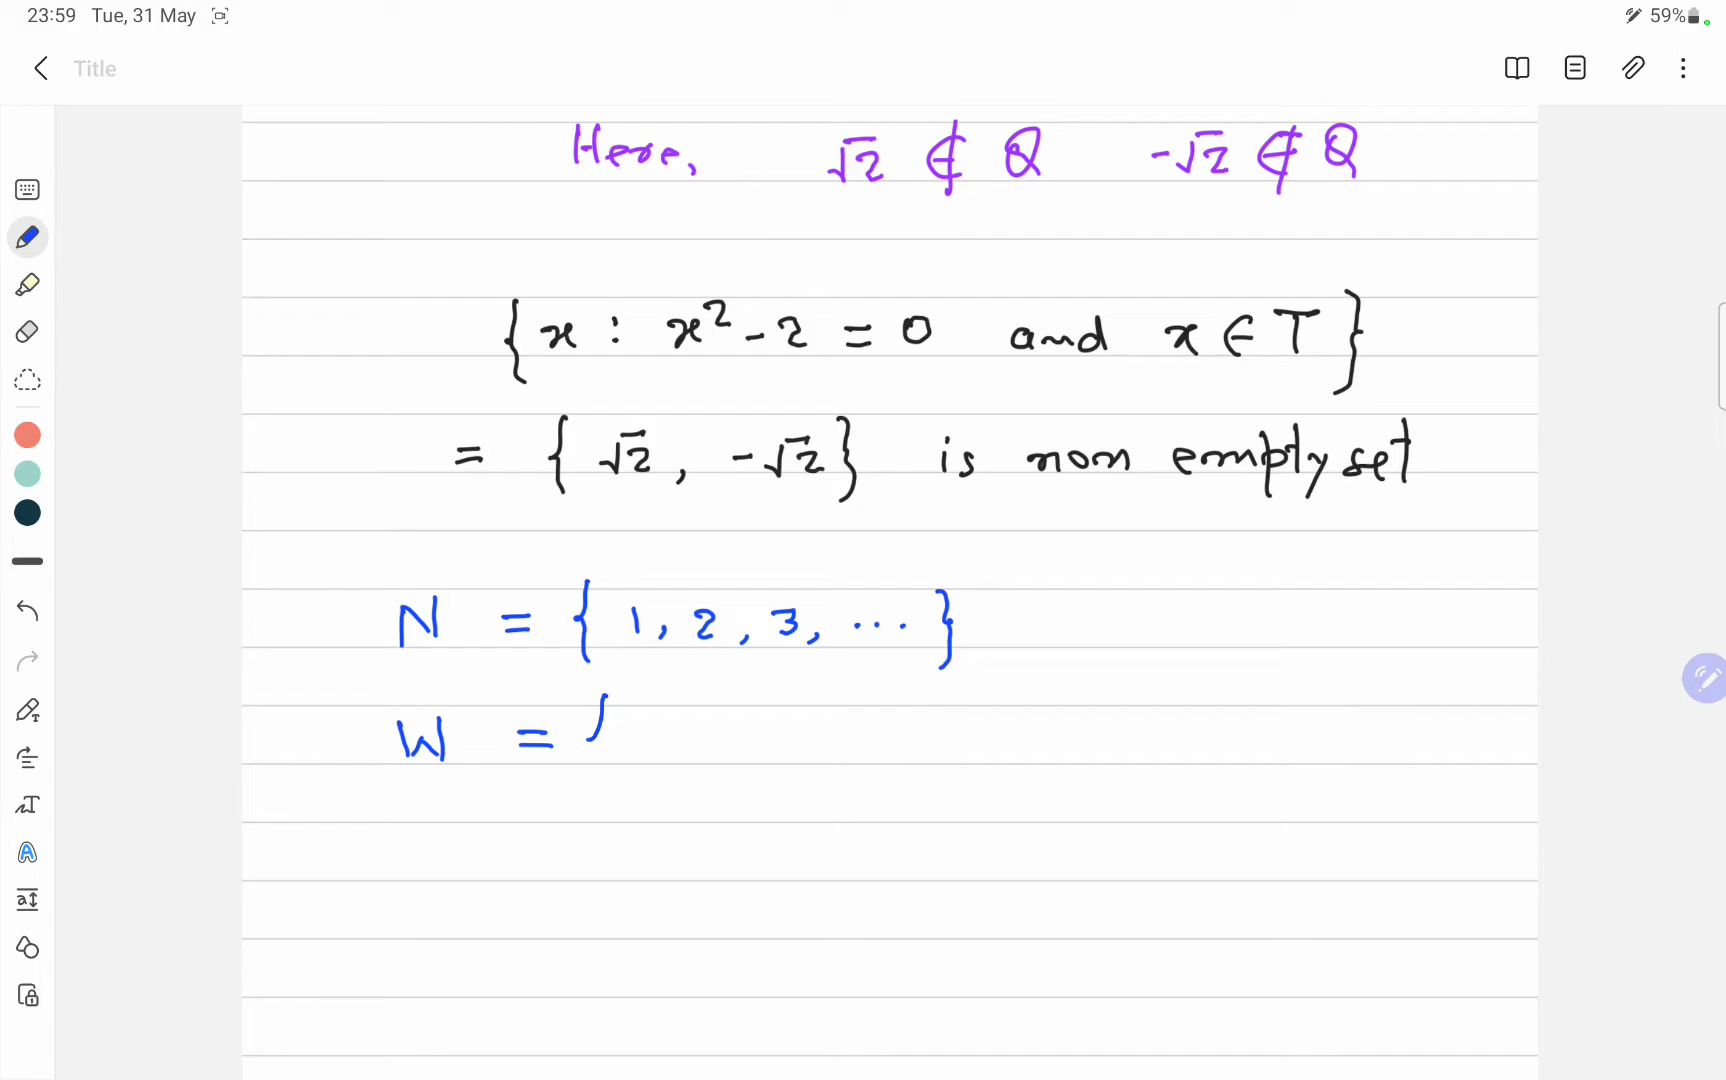 23:59 Tue, 31 May 59%
Title
Here, √2 ∉ Q -√2 ∉ Q
{x : x² - 2 = 0 and x ∈ T}
= {√2, -√2} is non empty set
N = {1, 2, 3, ...}
W =